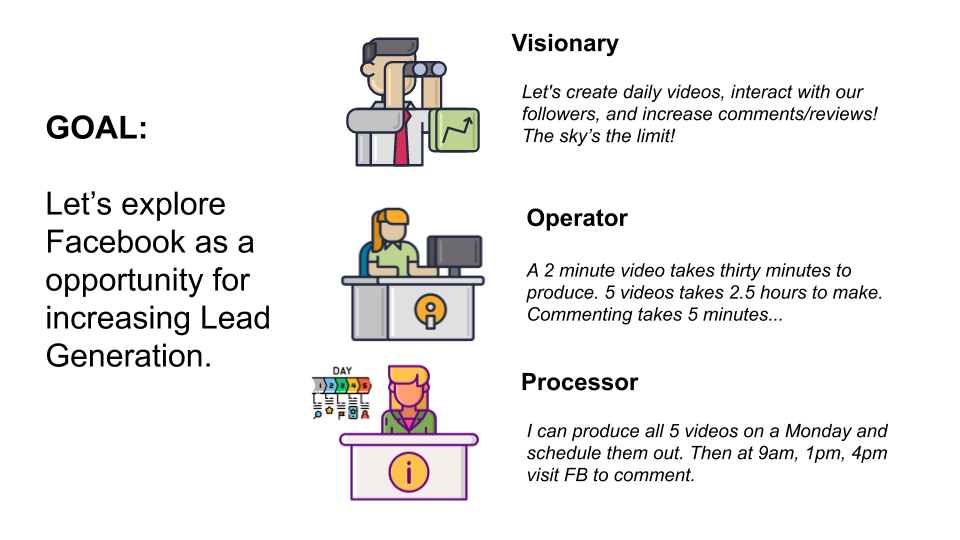 GOAL:
Let’s explore
Facebook as a
opportunity for
increasing Lead
Generation.
Visionary
Let's create daily videos, interact with our
followers, and increase comments/reviews!
The sky’s the limit!
Operator
A 2 minute video takes thirty minutes to
produce. 5 videos takes 2.5 hours to make.
Commenting takes 5 minutes...
DAY
1 2 3 4 5
i
Processor
I can produce all 5 videos on a Monday and
schedule them out. Then at 9am, 1pm, 4pm
visit FB to comment.